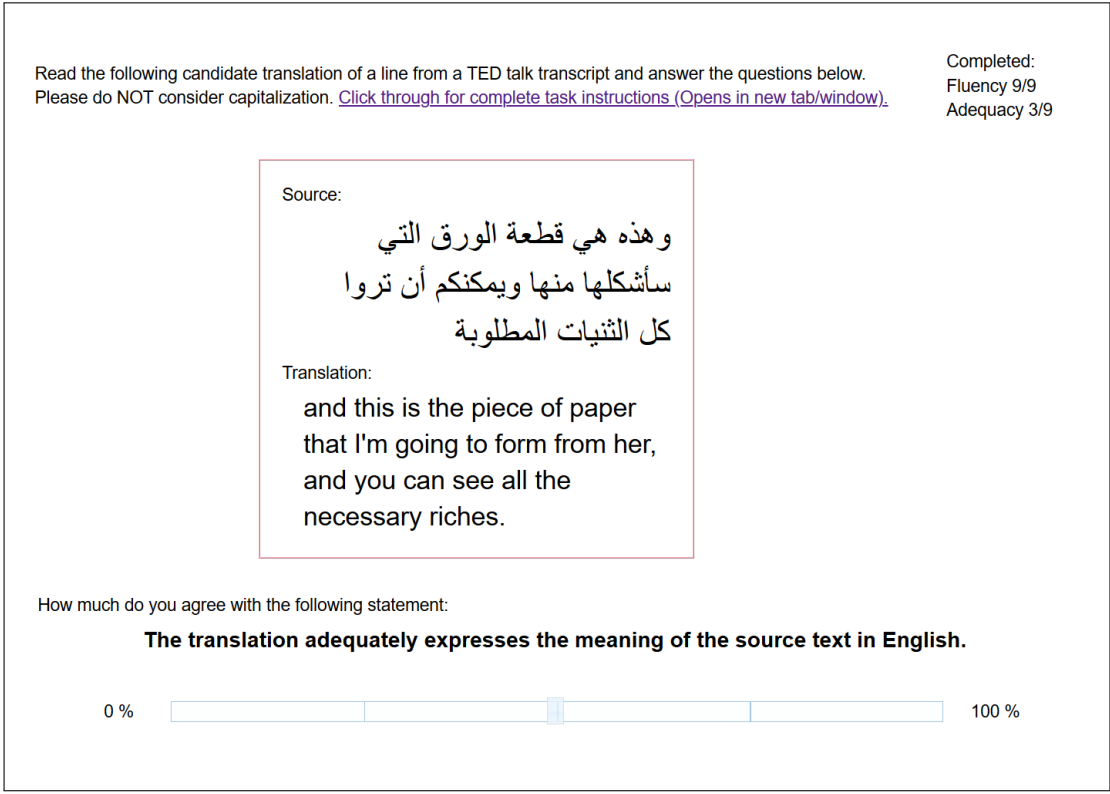 Read the following candidate translation of a line from a TED talk transcript and answer the questions below.
Please do NOT consider capitalization. Click through for complete task instructions (Opens in new tab/window).
Completed:
Fluency 9/9
Adequacy 3/9
Source:
وهذه هي قطعة الورق التي
سأشكلها منها ويمكنكم أن تروا
كل الثنيات المطلوبة
Translation:
and this is the piece of paper
that I'm going to form from her,
and you can see all the
necessary riches.
How much do you agree with the following statement:
The translation adequately expresses the meaning of the source text in English.
0 %
100 %